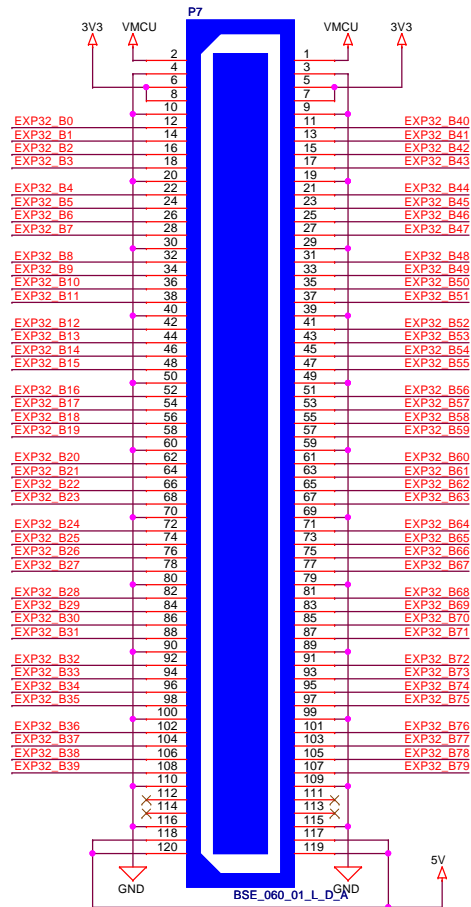 P7
3V3 VMCU VMCU 3V3
2 1
4 3
6 5
8 7
10 9
EXP32_B0 12 11 EXP32_B40
EXP32_B1 14 13 EXP32_B41
EXP32_B2 16 15 EXP32_B42
EXP32_B3 18 17 EXP32_B43
20 19
EXP32_B4 22 21 EXP32_B44
EXP32_B5 24 23 EXP32_B45
EXP32_B6 26 25 EXP32_B46
EXP32_B7 28 27 EXP32_B47
30 29
EXP32_B8 32 31 EXP32_B48
EXP32_B9 34 33 EXP32_B49
EXP32_B10 36 35 EXP32_B50
EXP32_B11 38 37 EXP32_B51
40 39
EXP32_B12 42 41 EXP32_B52
EXP32_B13 44 43 EXP32_B53
EXP32_B14 46 45 EXP32_B54
EXP32_B15 48 47 EXP32_B55
50 49
EXP32_B16 52 51 EXP32_B56
EXP32_B17 54 53 EXP32_B57
EXP32_B18 56 55 EXP32_B58
EXP32_B19 58 57 EXP32_B59
60 59
EXP32_B20 62 61 EXP32_B60
EXP32_B21 64 63 EXP32_B61
EXP32_B22 66 65 EXP32_B62
EXP32_B23 68 67 EXP32_B63
70 69
EXP32_B24 72 71 EXP32_B64
EXP32_B25 74 73 EXP32_B65
EXP32_B26 76 75 EXP32_B66
EXP32_B27 78 77 EXP32_B67
80 79
EXP32_B28 82 81 EXP32_B68
EXP32_B29 84 83 EXP32_B69
EXP32_B30 86 85 EXP32_B70
EXP32_B31 88 87 EXP32_B71
90 89
EXP32_B32 92 91 EXP32_B72
EXP32_B33 94 93 EXP32_B73
EXP32_B34 96 95 EXP32_B74
EXP32_B35 98 97 EXP32_B75
100 99
EXP32_B36 102 101 EXP32_B76
EXP32_B37 104 103 EXP32_B77
EXP32_B38 106 105 EXP32_B78
EXP32_B39 108 107 EXP32_B79
110 109
112 111
114 113
116 115
118 117
120 119
5V
GND GND
BSE_060_01_L_D_A